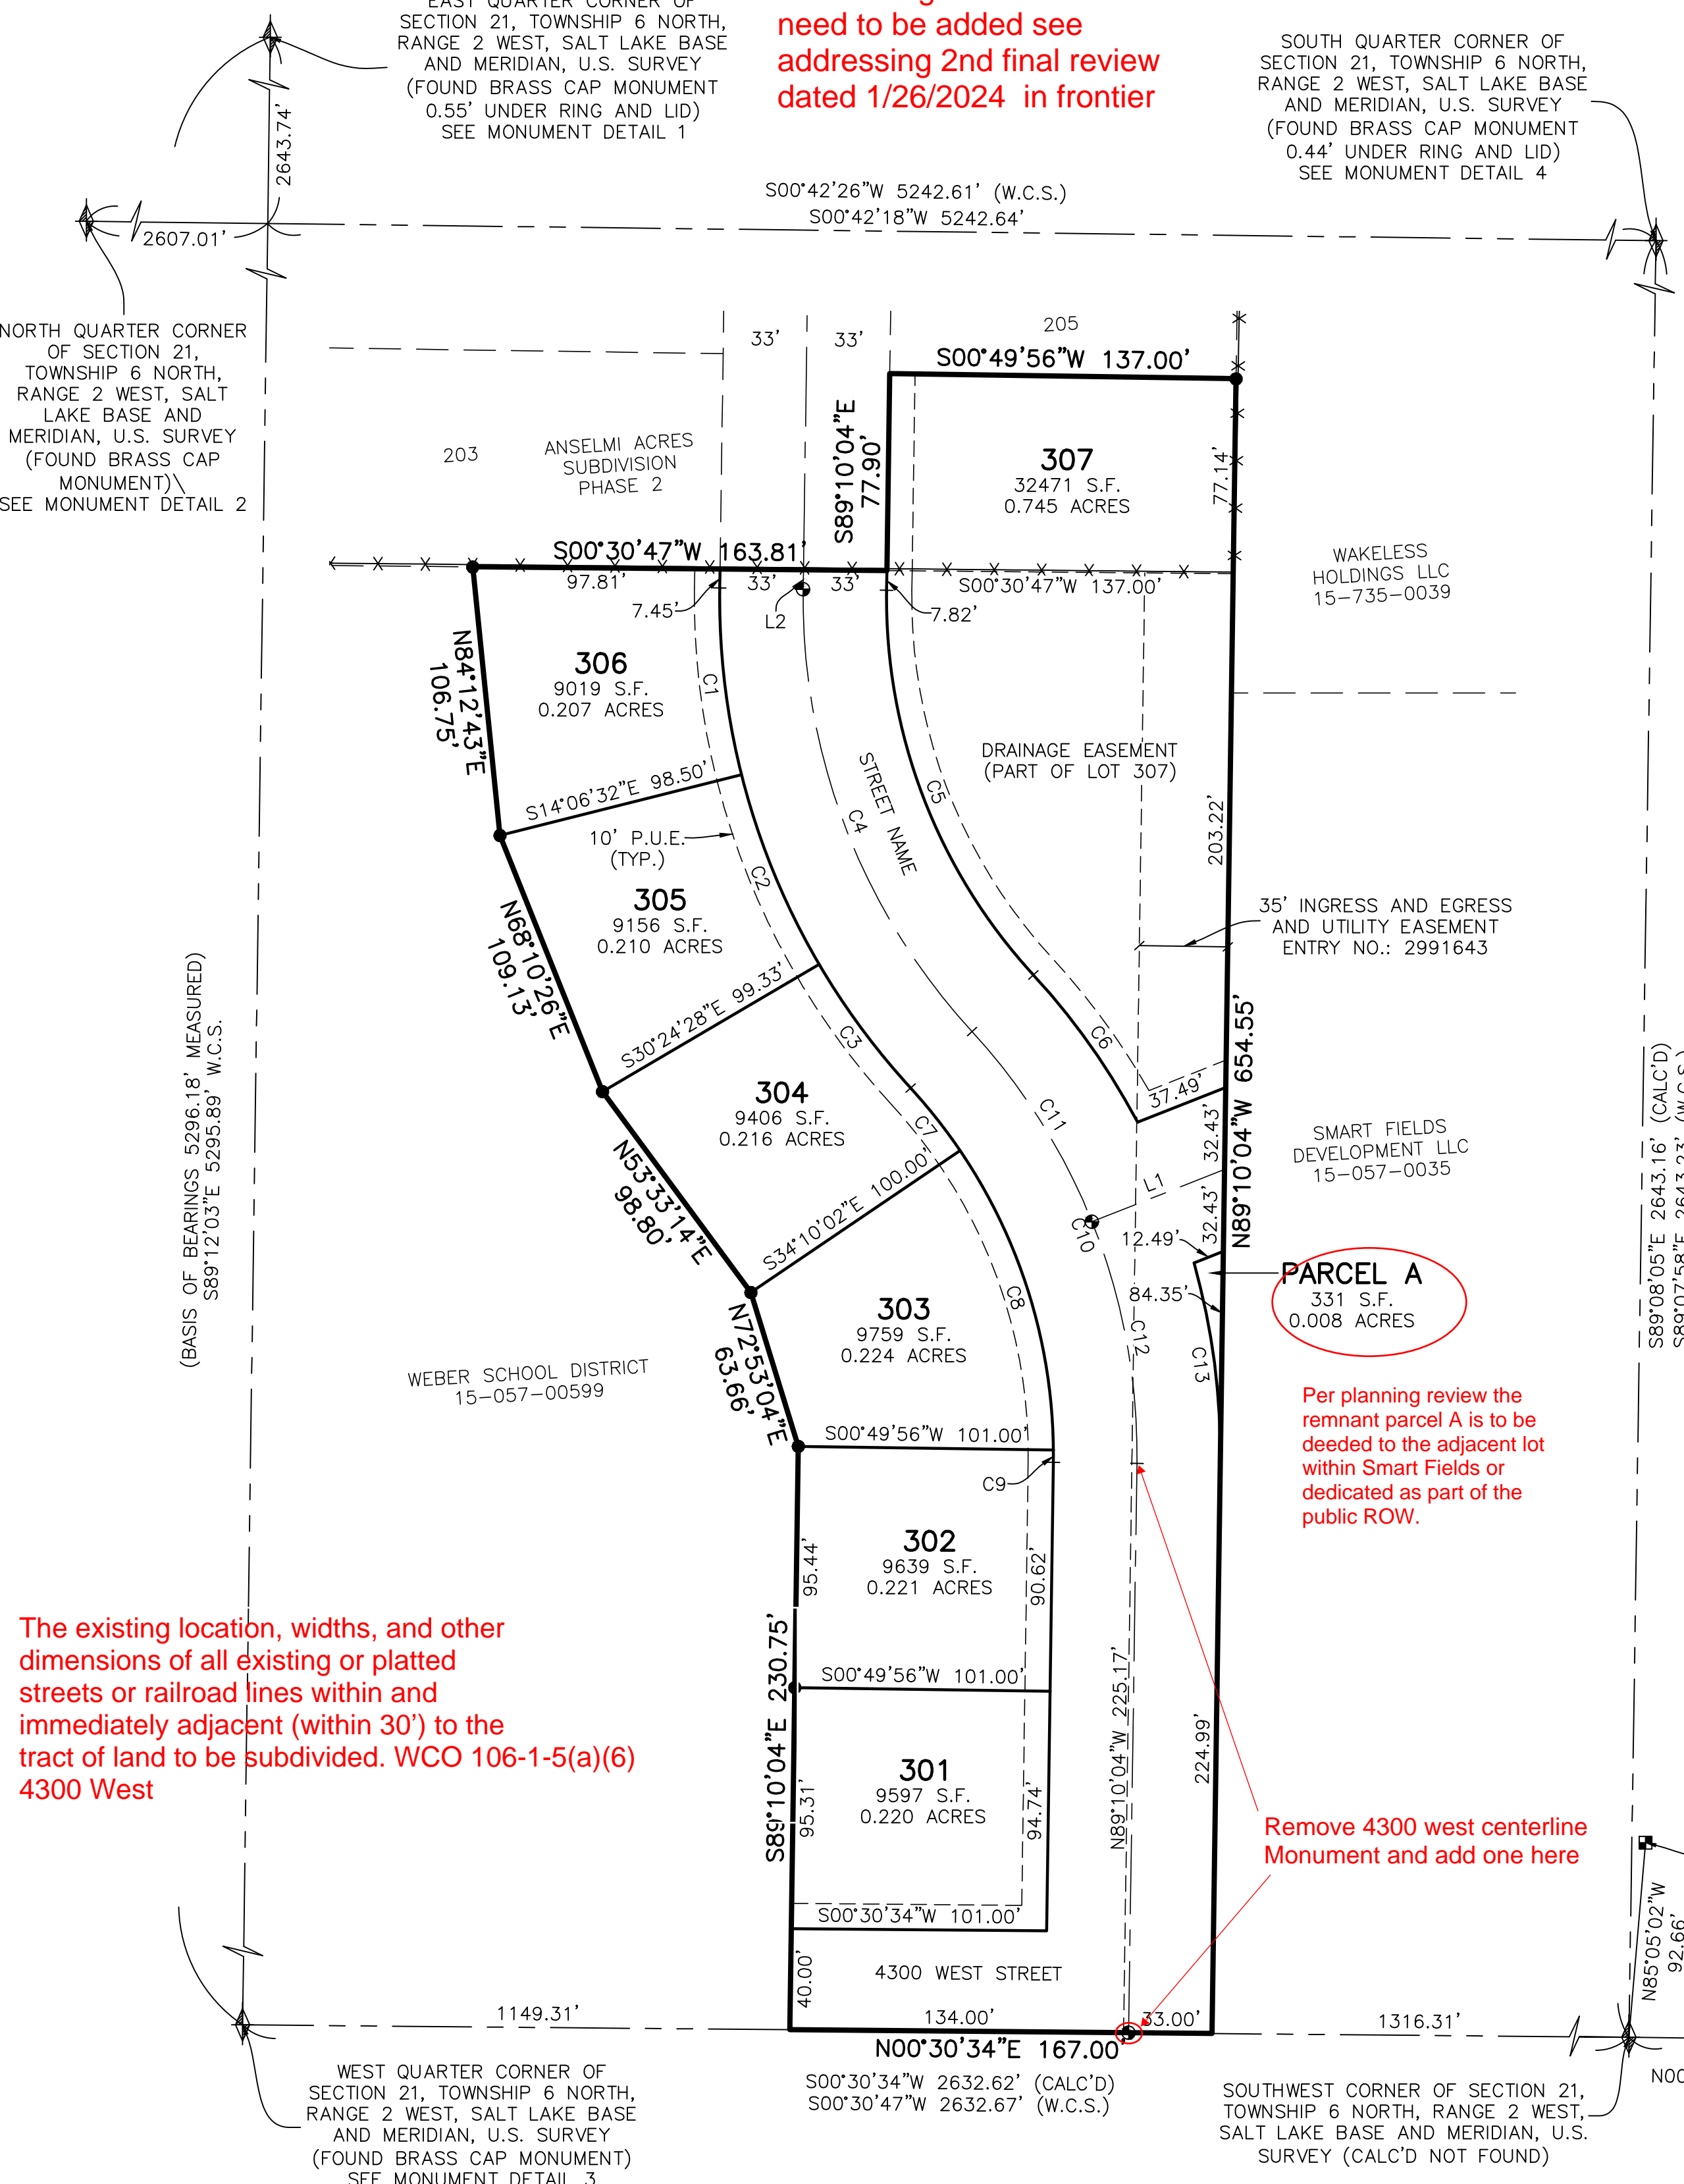 EAST QUARTER CORNER OF
SECTION 21, TOWNSHIP 6 NORTH,
RANGE 2 WEST, SALT LAKE BASE
AND MERIDIAN, U.S. SURVEY
(FOUND BRASS CAP MONUMENT
0.55' UNDER RING AND LID)
SEE MONUMENT DETAIL 1
need to be added see
addressing 2nd final review
dated 1/26/2024 in frontier
SOUTH QUARTER CORNER OF
SECTION 21, TOWNSHIP 6 NORTH,
RANGE 2 WEST, SALT LAKE BASE
AND MERIDIAN, U.S. SURVEY
(FOUND BRASS CAP MONUMENT
0.44' UNDER RING AND LID)
SEE MONUMENT DETAIL 4
2643.74'
S00°42'26"W 5242.61' (W.C.S.)
S00°42'18"W 5242.64'
2607.01'
NORTH QUARTER CORNER
OF SECTION 21,
TOWNSHIP 6 NORTH,
RANGE 2 WEST, SALT
LAKE BASE AND
MERIDIAN, U.S. SURVEY
(FOUND BRASS CAP
MONUMENT)\
SEE MONUMENT DETAIL 2
33'
33'
205
S00°49'56"W 137.00'
203
ANSELMI ACRES
SUBDIVISION
PHASE 2
S89°10'04"E
77.90'
307
32471 S.F.
0.745 ACRES
77.14'
S00°30'47"W 163.81'
97.81'
33'
33'
S00°30'47"W 137.00'
7.45'
L2
7.82'
WAKELESS
HOLDINGS LLC
15-735-0039
N84°12'43"E
106.75'
306
9019 S.F.
0.207 ACRES
C1
STREET NAME
C4
C5
DRAINAGE EASEMENT
(PART OF LOT 307)
S14°06'32"E 98.50'
10' P.U.E.
(TYP.)
C2
203.22'
305
9156 S.F.
0.210 ACRES
N68°10'26"E
109.13'
35' INGRESS AND EGRESS
AND UTILITY EASEMENT
ENTRY NO.: 2991643
S30°24'28"E 99.33'
C3
C6
(BASIS OF BEARINGS 5296.18' MEASURED)
S89°12'03"E 5295.89' W.C.S.
304
9406 S.F.
0.216 ACRES
C7
C11
37.49'
32.43'
N89°10'04"W 654.55'
SMART FIELDS
DEVELOPMENT LLC
15-057-0035
S89°08'05"E 2643.16' (CALC'D)
S89°07'58"E 2643.23' (W.C.S.)
N53°33'14"E
98.80'
S34°10'02"E 100.00'
L1
C10
32.43'
12.49'
PARCEL A
331 S.F.
0.008 ACRES
84.35'
303
9759 S.F.
0.224 ACRES
C8
C12
C13
N72°53'04"E
63.66'
WEBER SCHOOL DISTRICT
15-057-00599
Per planning review the
remnant parcel A is to be
deeded to the adjacent lot
within Smart Fields or
dedicated as part of the
public ROW.
S00°49'56"W 101.00'
C9
302
9639 S.F.
0.221 ACRES
95.44'
90.62'
The existing location, widths, and other
dimensions of all existing or platted
streets or railroad lines within and
immediately adjacent (within 30') to the
tract of land to be subdivided. WCO 106-1-5(a)(6)
4300 West
S89°10'04"E 230.75'
S00°49'56"W 101.00'
N89°10'04"W 225.17'
224.99'
301
9597 S.F.
0.220 ACRES
95.31'
94.74'
Remove 4300 west centerline
Monument and add one here
S00°30'34"W 101.00'
40.00'
4300 WEST STREET
N85°05'02"W
92.66'
1149.31'
134.00'
33.00'
1316.31'
N00°30'34"E 167.00'
S00°30'34"W 2632.62' (CALC'D)
S00°30'47"W 2632.67' (W.C.S.)
WEST QUARTER CORNER OF
SECTION 21, TOWNSHIP 6 NORTH,
RANGE 2 WEST, SALT LAKE BASE
AND MERIDIAN, U.S. SURVEY
(FOUND BRASS CAP MONUMENT)
SEE MONUMENT DETAIL 3
SOUTHWEST CORNER OF SECTION 21,
TOWNSHIP 6 NORTH, RANGE 2 WEST,
SALT LAKE BASE AND MERIDIAN, U.S.
SURVEY (CALC'D NOT FOUND)